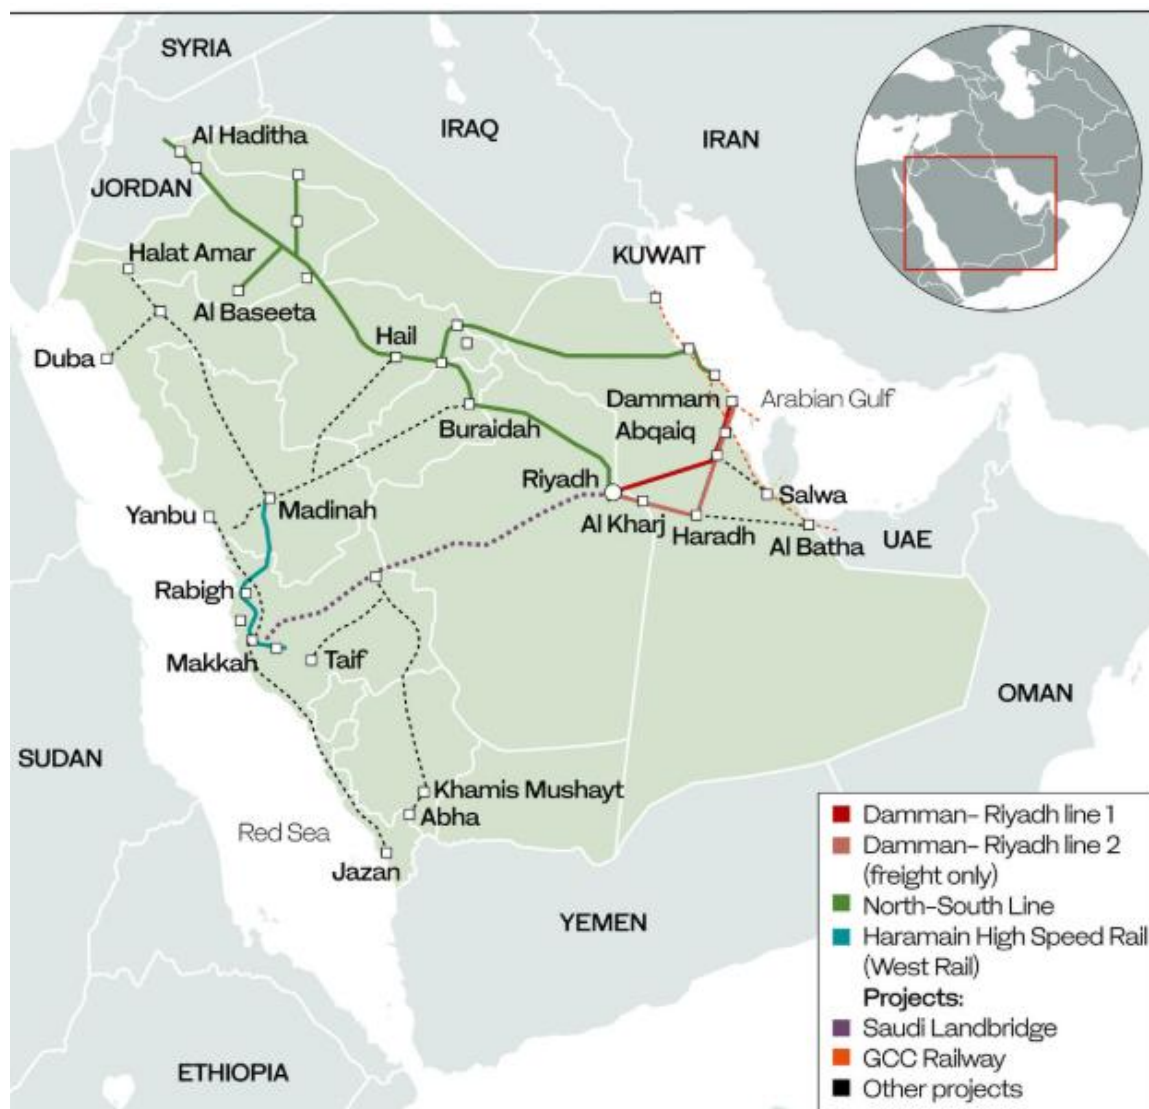 SYRIA
IRAQ
IRAN
Al Haditha
JORDAN
Halat Amar
KUWAIT
Al Baseeta
Hail
Duba
Dammam
Arabian Gulf
Abqaiq
Buraidah
Riyadh
Salwa
Madinah
Yanbu
Al Kharj
Haradh
Al Batha
UAE
Rabigh
Makkah
Taif
OMAN
SUDAN
Khamis Mushayt
Abha
Red Sea
Jazan
YEMEN
ETHIOPIA
Damman- Riyadh line 1
Damman- Riyadh line 2
(freight only)
North-South Line
Haramain High Speed Rail
(West Rail)
Projects:
Saudi Landbridge
GCC Railway
Other projects